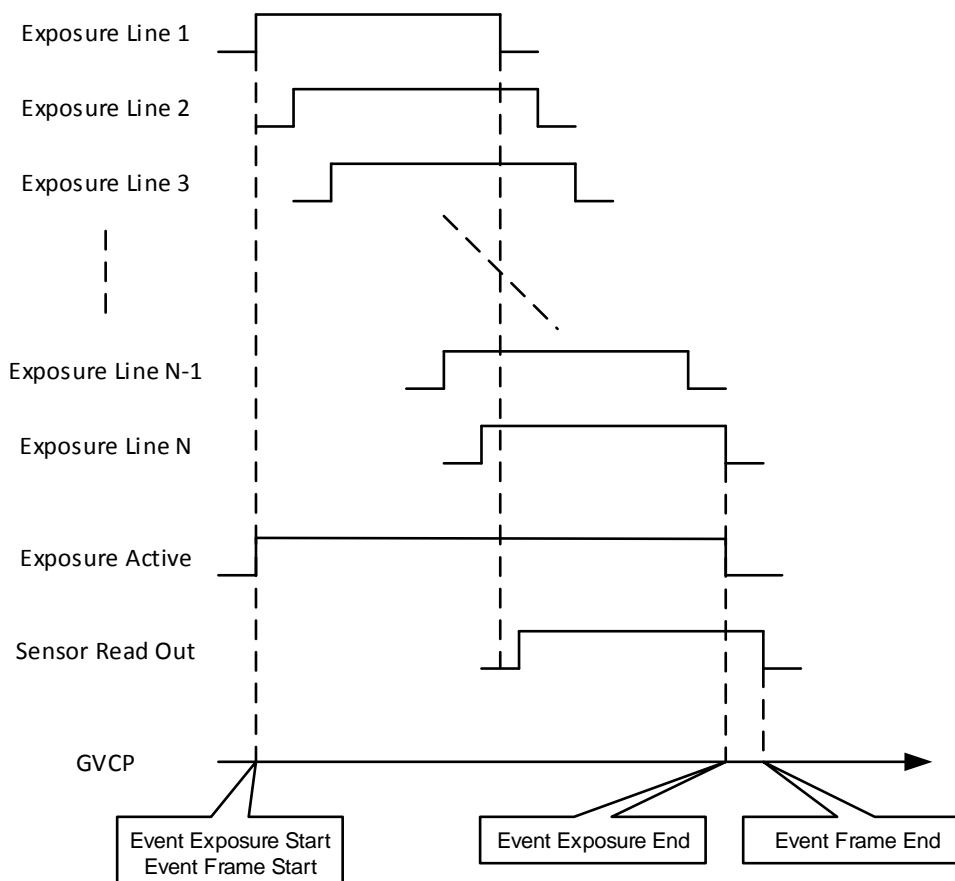 Exposure Line 1
Exposure Line 2
Exposure Line 3
Exposure Line N-1
Exposure Line N
Exposure Active
Sensor Read Out
GVCP
Event Exposure Start
Event Frame Start
Event Exposure End
Event Frame End